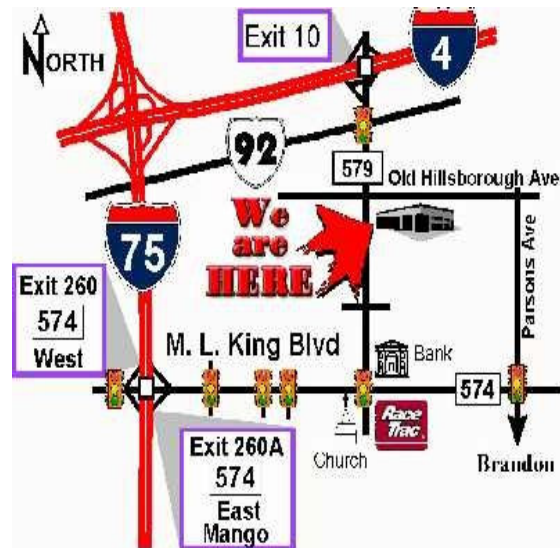 NORTH
Exit 10
4
92
579
Old Hillsborough Ave
We
are
HERE
75
Parsons Ave
Exit 260
574
West
M. L. King Blvd
Bank
574
Race
Trac
Church
Exit 260A
574
East
Mango
Brandon